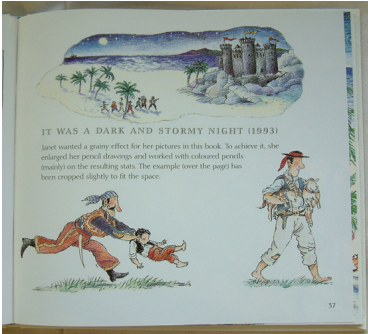 IT WAS A DARK AND STORMY NIGHT (1993)
Janet wanted a grainy effect for her pictures in this book. To achieve it, she
enlarged her pencil drawings and worked with coloured pencils
(mainly) on the resulting stats. The example (over the page) has
been cropped slightly to fit the space.
37